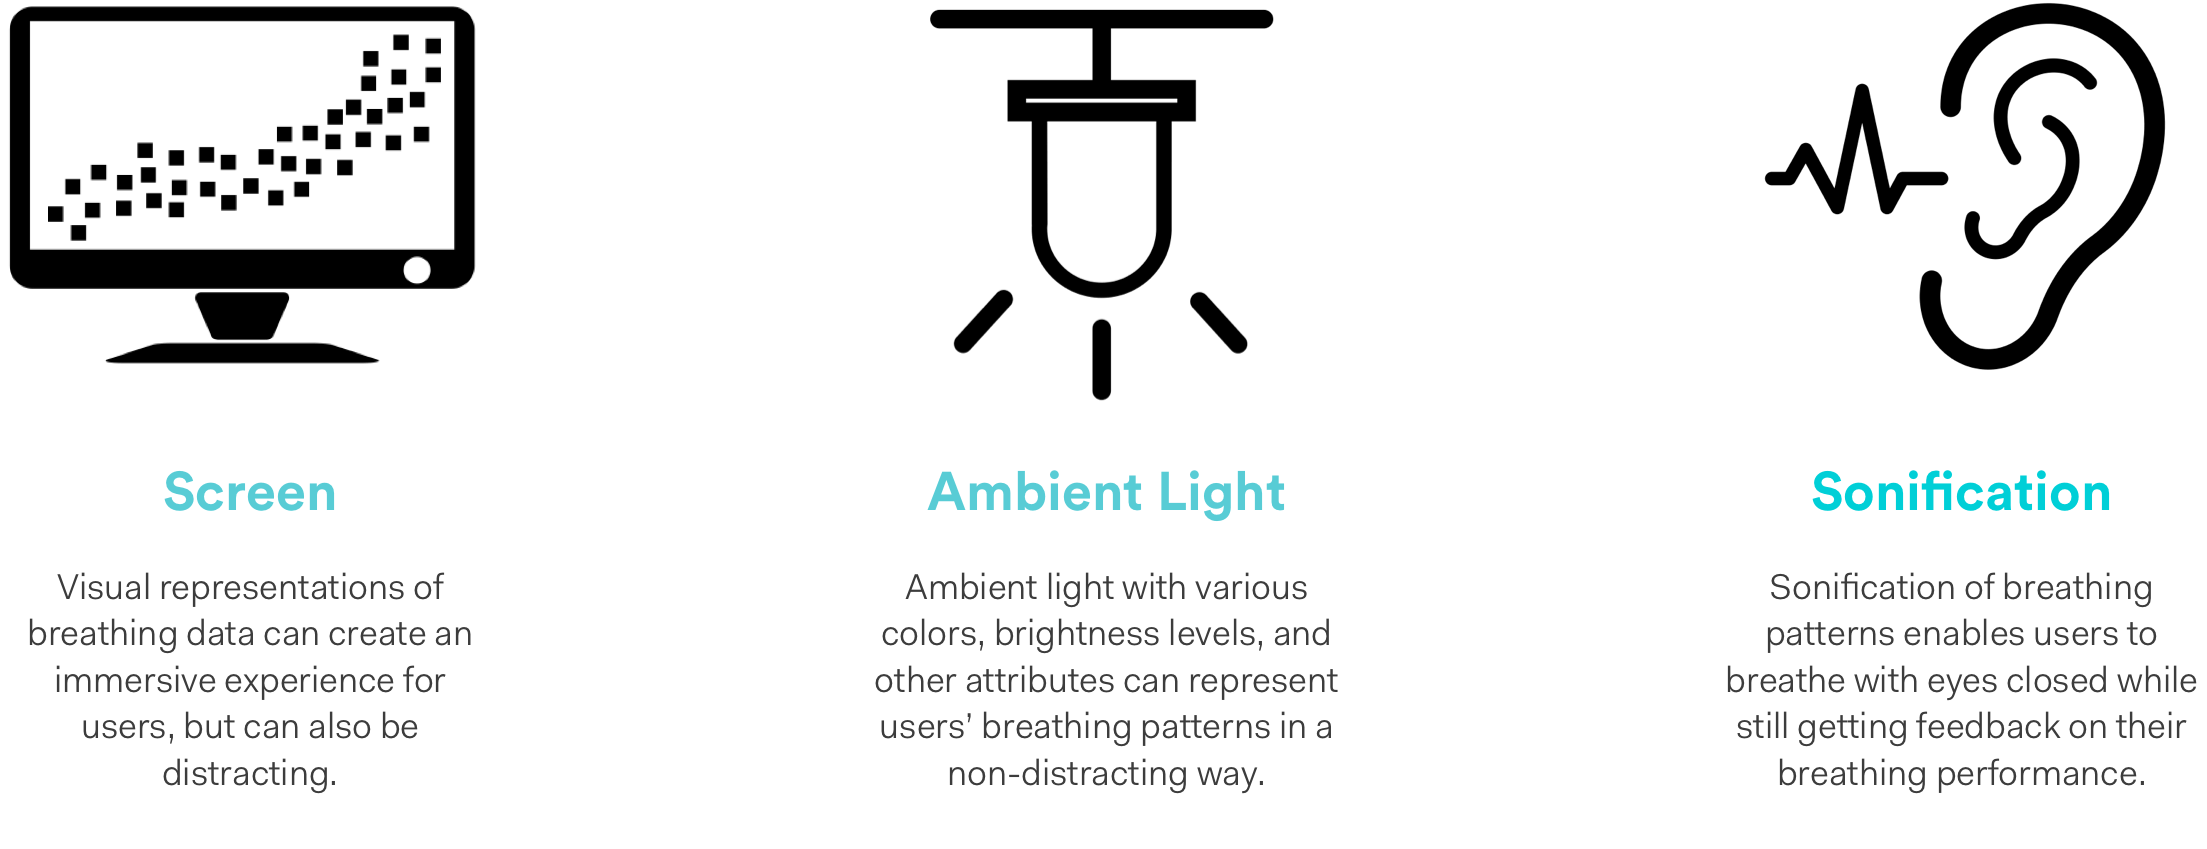 Screen
Visual representations of
breathing data can create an
immersive experience for
users, but can also be
distracting.
Ambient Light
Ambient light with various
colors, brightness levels, and
other attributes can represent
users’ breathing patterns in a
non-distracting way.
Sonification
Sonification of breathing
patterns enables users to
breathe with eyes closed while
still getting feedback on their
breathing performance.